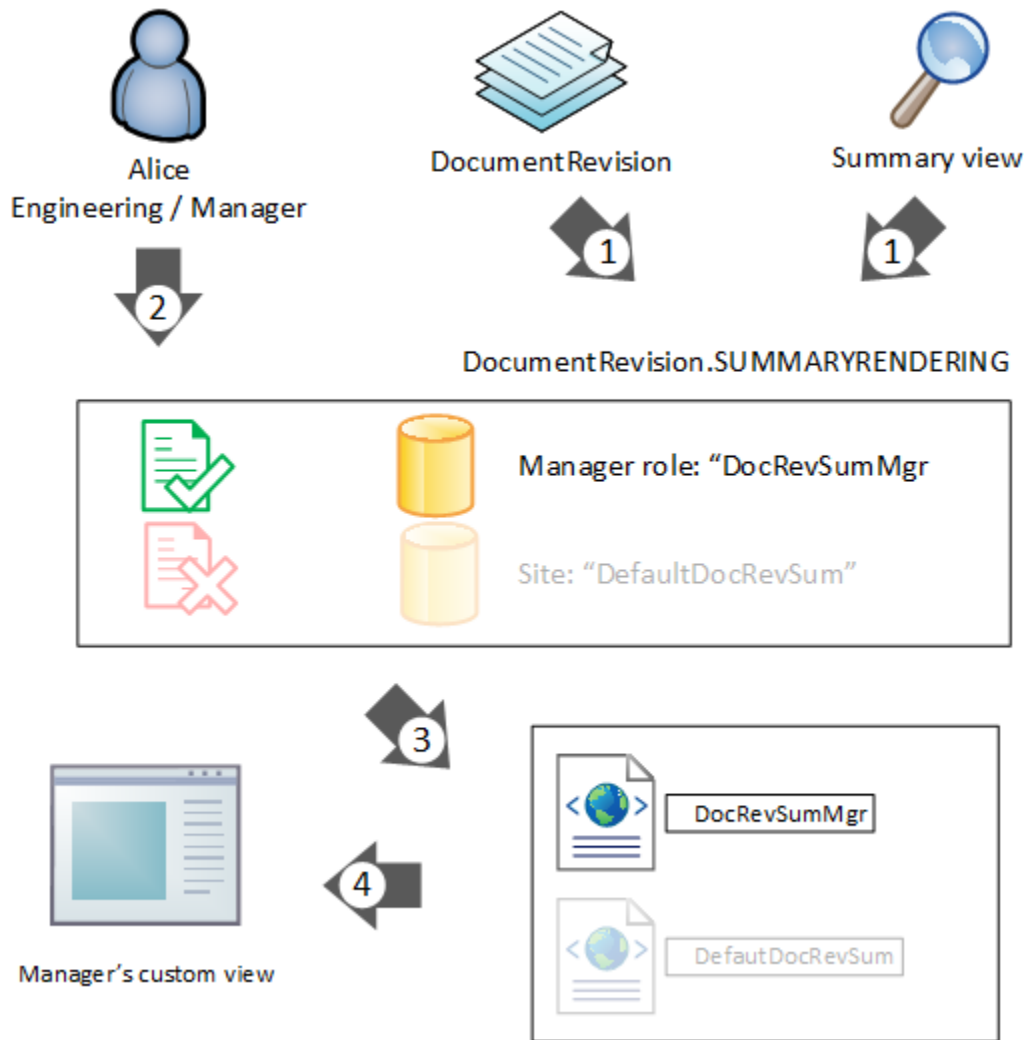 Alice
Engineering / Manager
DocumentRevision
Summary view
1
1
2
DocumentRevision.SUMMARYRENDERING
Manager role: “DocRevSumMgr
Site: “DefaultDocRevSum”
3
DocRevSumMgr
4
DefautDocRevSum
Manager’s custom view